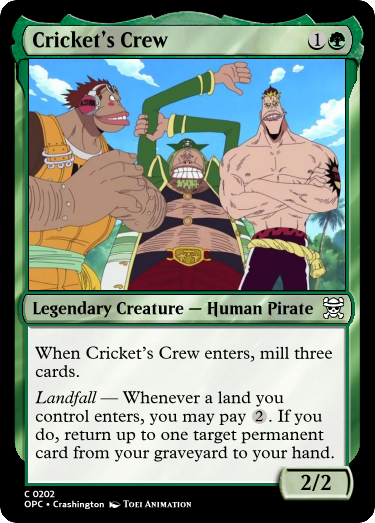 Cricket's Crew 1
Legendary Creature — Human Pirate
When Cricket's Crew enters, mill three
cards.
Landfall — Whenever a land you
control enters, you may pay 2. If you
do, return up to one target permanent
card from your graveyard to your hand.
2/2
C 0202
OPC • Crashington TOEI ANIMATION